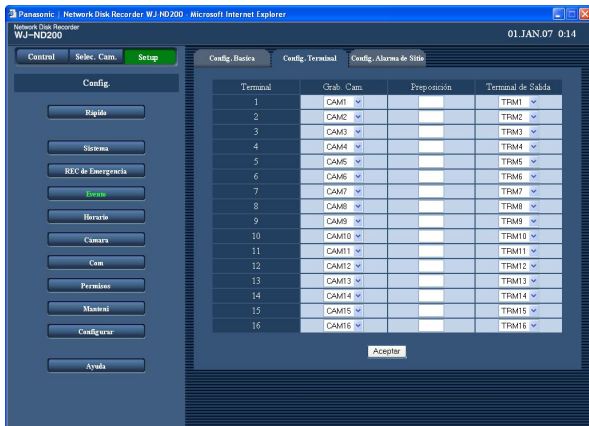 Panasonic | Network Disk Recorder WJ-ND200 - Microsoft Internet Explorer
Network Disk Recorder
WJ-ND200
01.JAN.07 0:14
Control Selec. Cam. Setup
Config. Basica Config. Terminal Config. Alarma de Sitio
Config.
Rápido
Sistema
REC de Emergencia
Evento
Horario
Camara
Com
Permisos
Manteni
Configurar
Ayuda
Terminal Grab. Cam. Preposición Terminal de Salida
1 CAM1 TRM1
2 CAM2 TRM2
3 CAM3 TRM3
4 CAM4 TRM4
5 CAM5 TRM5
6 CAM6 TRM6
7 CAM7 TRM7
8 CAM8 TRM8
9 CAM9 TRM9
10 CAM10 TRM10
11 CAM11 TRM11
12 CAM12 TRM12
13 CAM13 TRM13
14 CAM14 TRM14
15 CAM15 TRM15
16 CAM16 TRM16
Aceptar